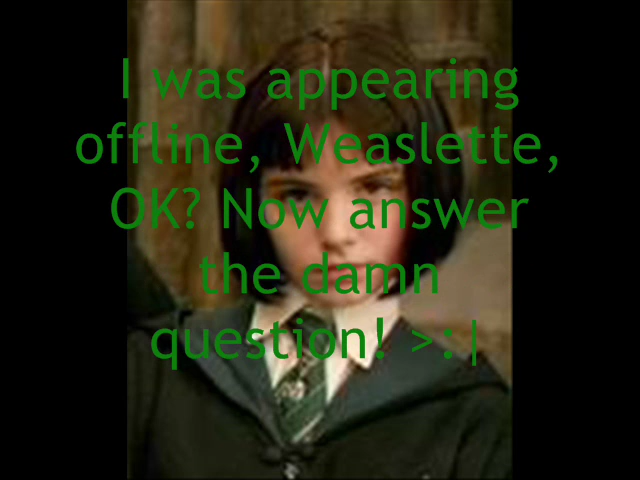 I was appearing
offline, Weaslette,
OK? Now answer
the damn
question! >:|